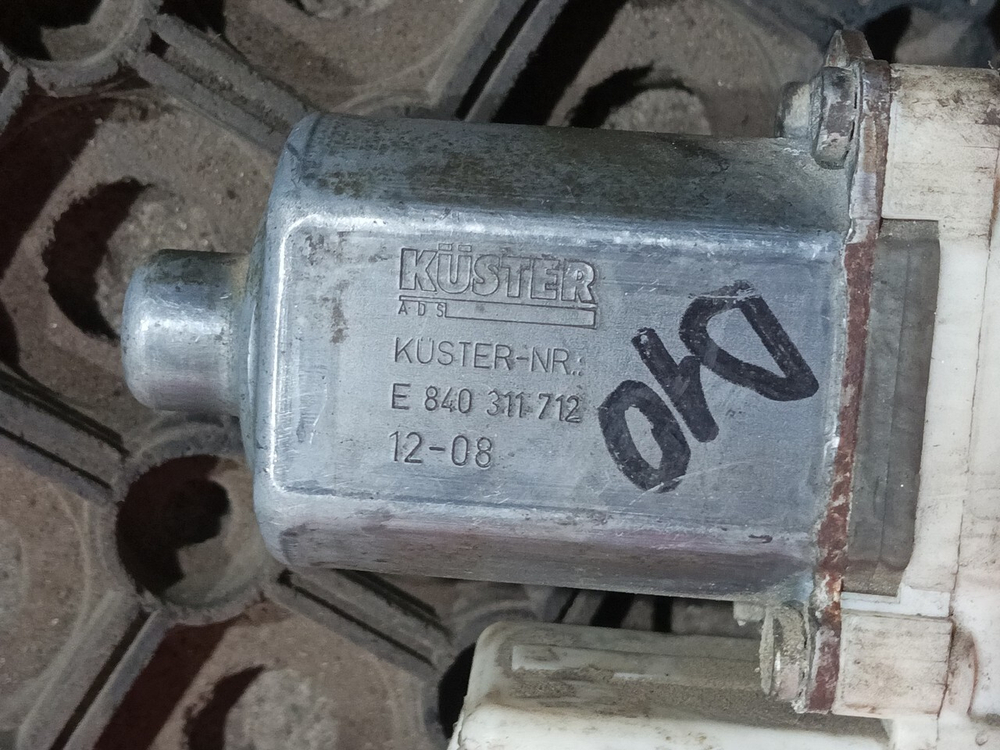 KÜSTER
ADS
KÜSTER-NR.:
E 840 311 712
12-08